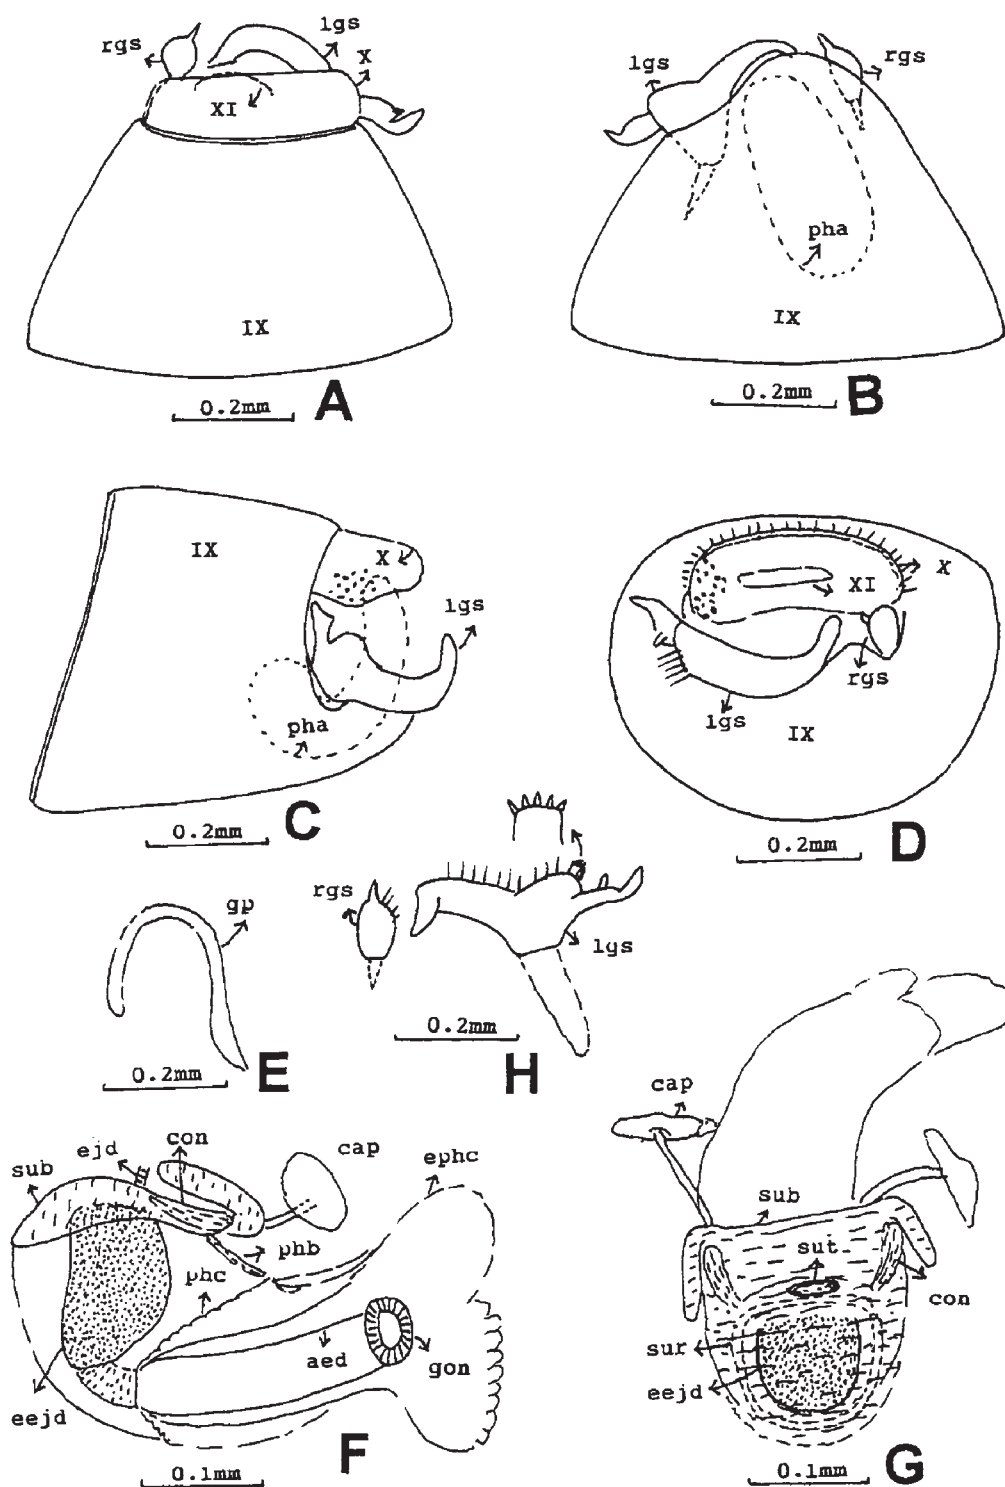 rgs
lgs
X
XI
IX
0.2mm
A
lgs
rgs
pha
IX
0.2mm
B
IX
X
lgs
pha
0.2mm
C
X
XI
rgs
lgs
IX
0.2mm
D
gp
0.2mm
E
rgs
lgs
0.2mm
H
sub
ejd
con
cap
ephc
phb
phc
aed
gon
eejd
0.1mm
F
cap
sub
sut
con
sur
eejd
0.1mm
G